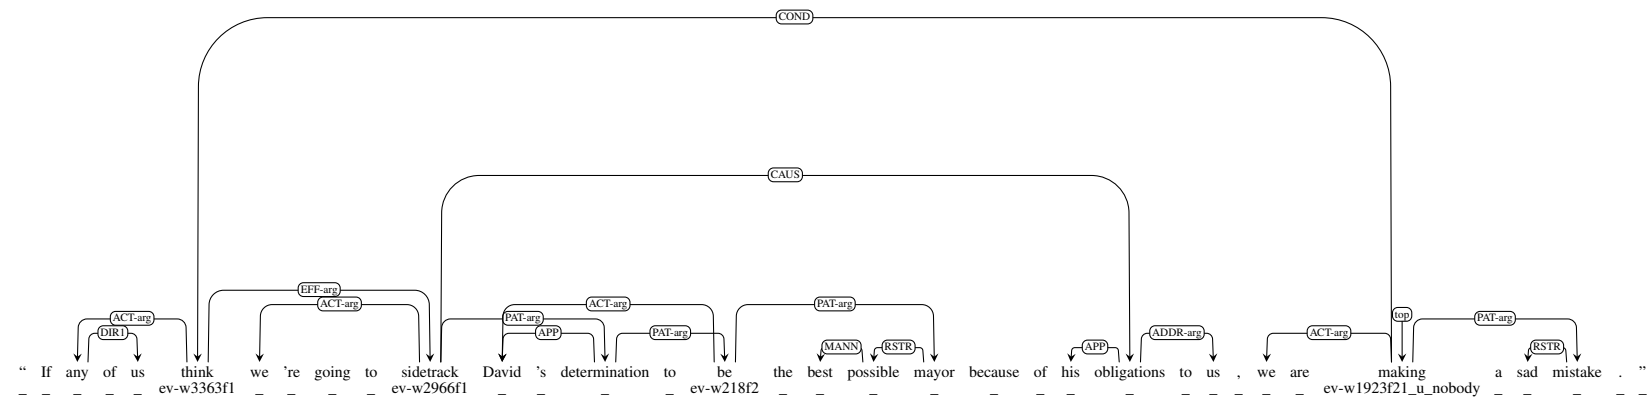 COND
CAUS
EFF-arg
ACT-arg ACT-arg PAT-arg
ACT-arg PAT-arg top PAT-arg
DIR1 APP PAT-arg ADDR-arg ACT-arg
MANN RSTR APP RSTR
“ If any of us think we 're going to sidetrack David 's determination to be the best possible mayor because of his obligations to us , we are making a sad mistake . ”
_ _ _ _ _ ev-w3363f1 _ _ _ _ ev-w2966f1 _ _ _ _ ev-w218f2 _ _ _ _ _ _ _ _ _ _ _ _ _ ev-w1923f21_u_nobody _ _ _ _ _